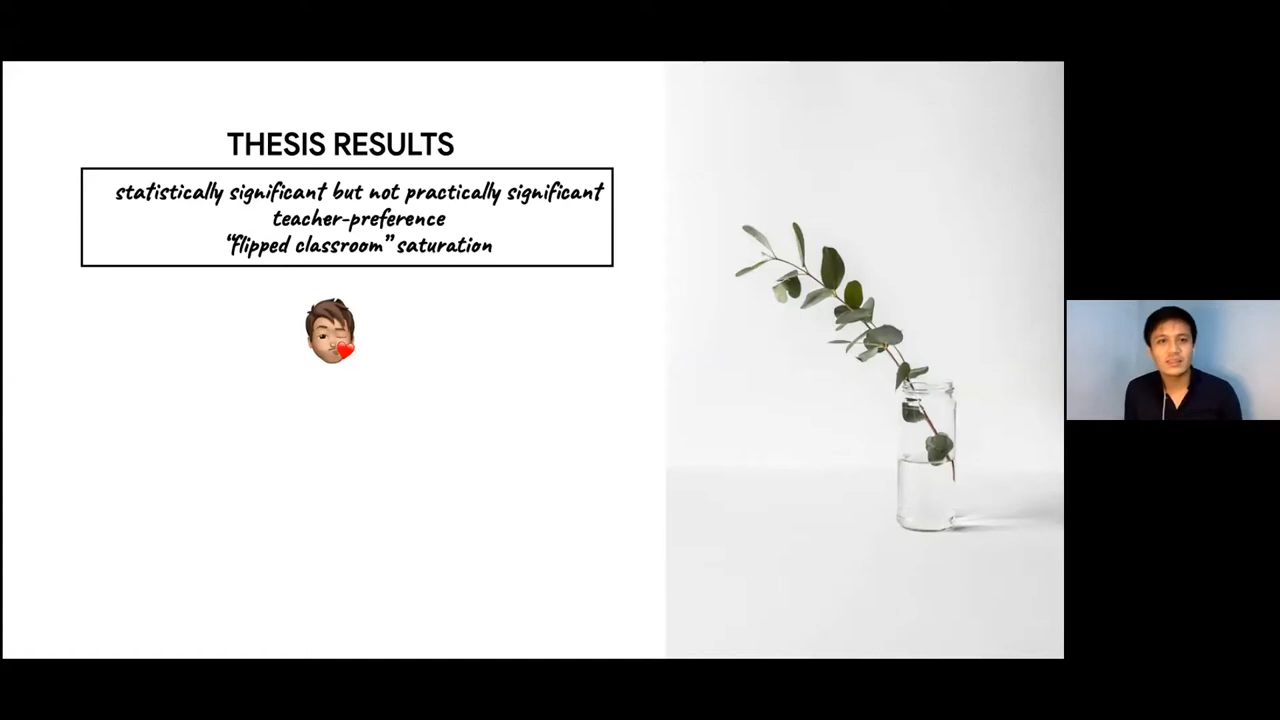 THESIS RESULTS
statistically significant but not practically significant
teacher-preference
“flipped classroom” saturation